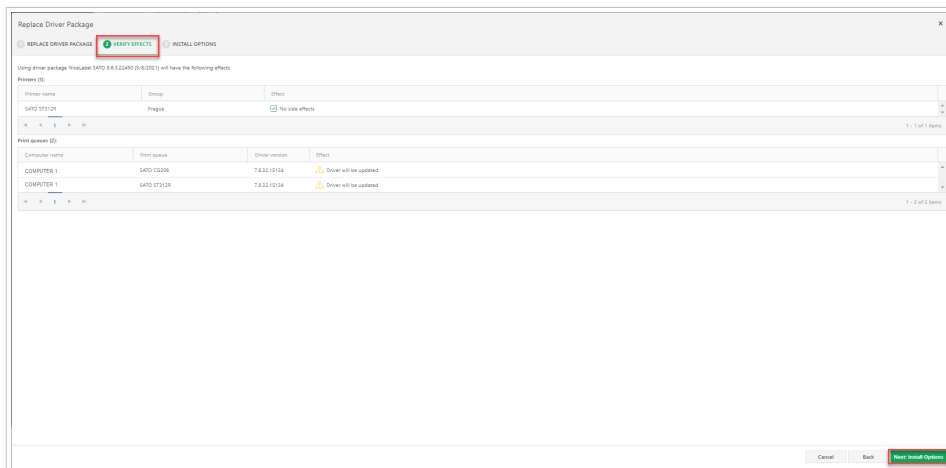 Replace Driver Package
×
1 REPLACE DRIVER PACKAGE 2 VERIFY EFFECTS 3 INSTALL OPTIONS
Using driver package NiceLabel SATO 8.6.3.22450 (5/6/2021) will have the following effects
Printers (1):
Printer name Group Effect
SATO ST312R Prague No side effects
1 1 - 1 of 1 items
Print queues (2):
Computer name Print queue Driver version Effect
COMPUTER 1 SATO CG208 7.8.32.15134 Driver will be updated
COMPUTER 1 SATO ST312R 7.8.32.15134 Driver will be updated
1 1 - 2 of 2 items
Cancel Back Next: Install Options